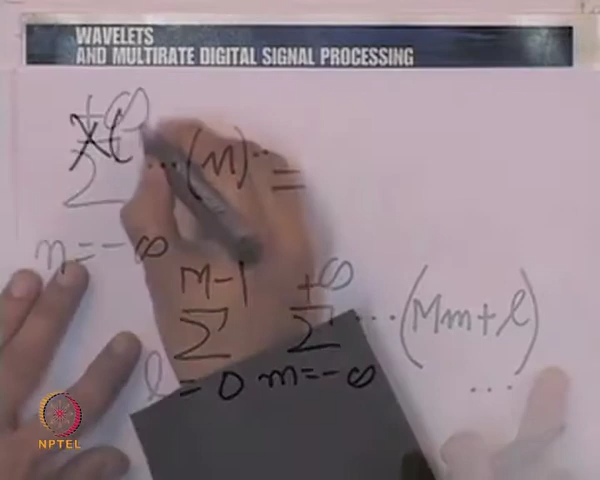 WAVELETS
AND MULTIRATE DIGITAL SIGNAL PROCESSING
+∞
Σ ...(n).. =
n=-∞
M-1 +∞
Σ Σ ...(Mm+l)
l=0 m=-∞ ...
NPTEL